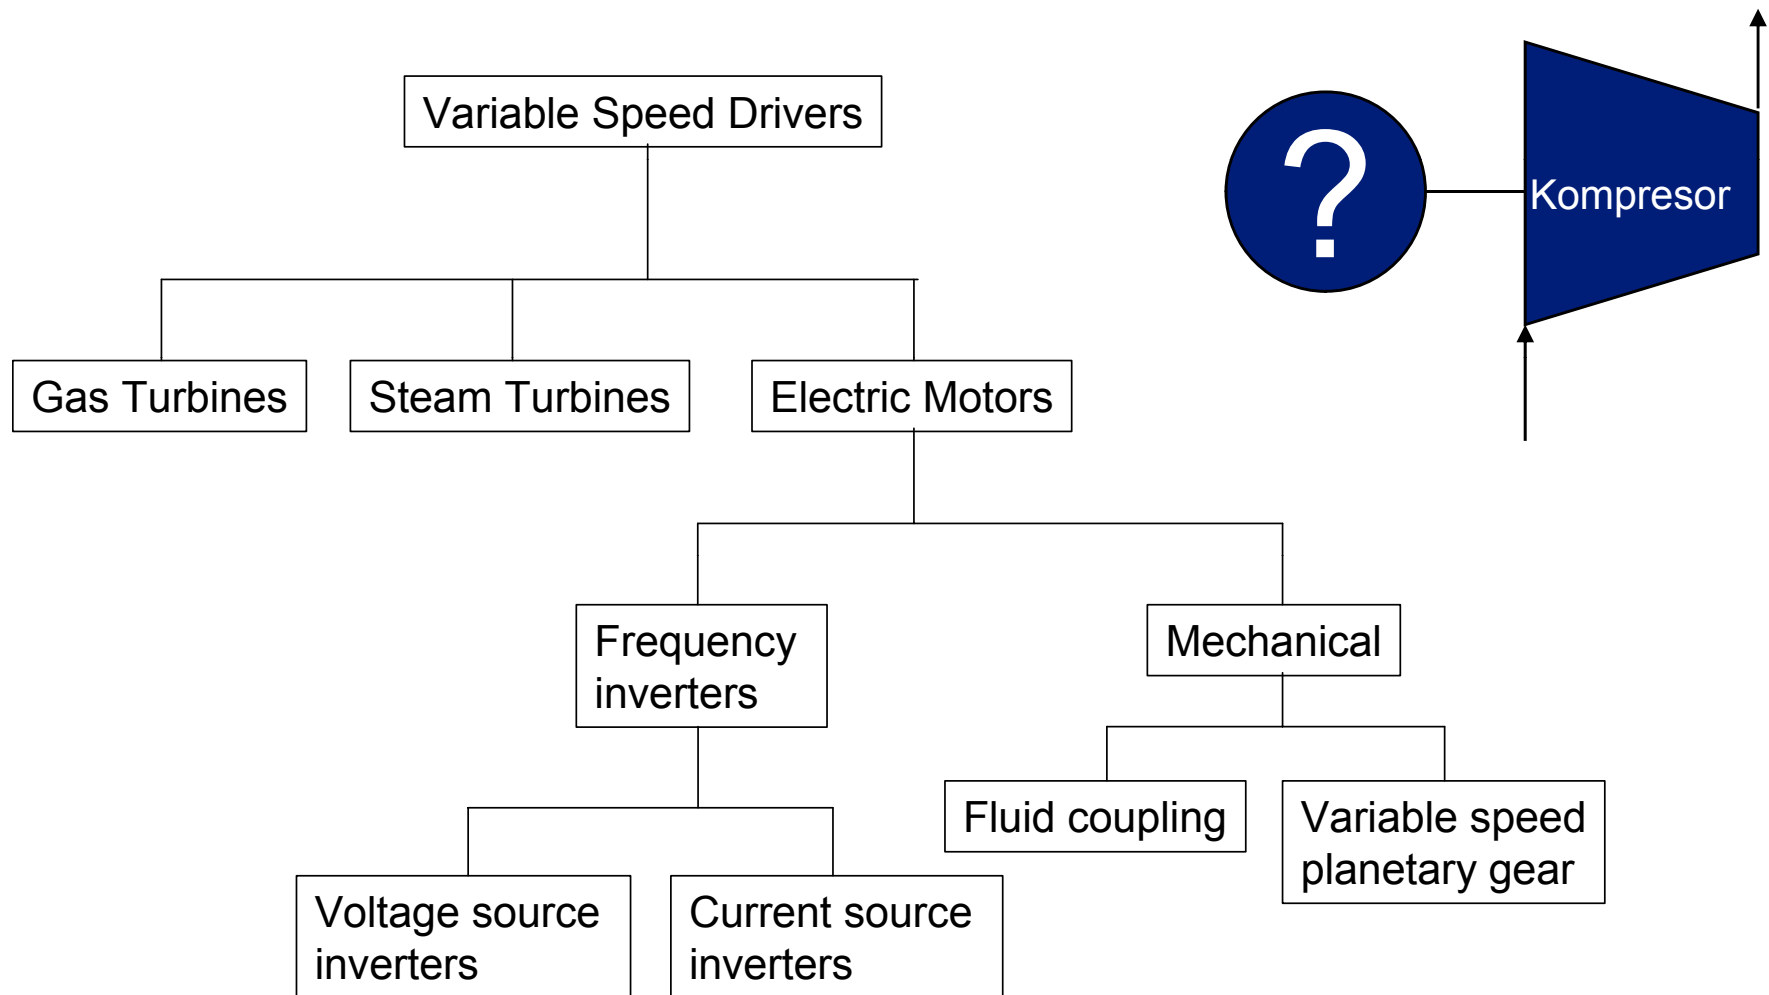 Variable Speed Drivers
?
Kompresor
Gas Turbines
Steam Turbines
Electric Motors
Frequency
inverters
Mechanical
Fluid coupling
Variable speed
planetary gear
Voltage source
inverters
Current source
inverters